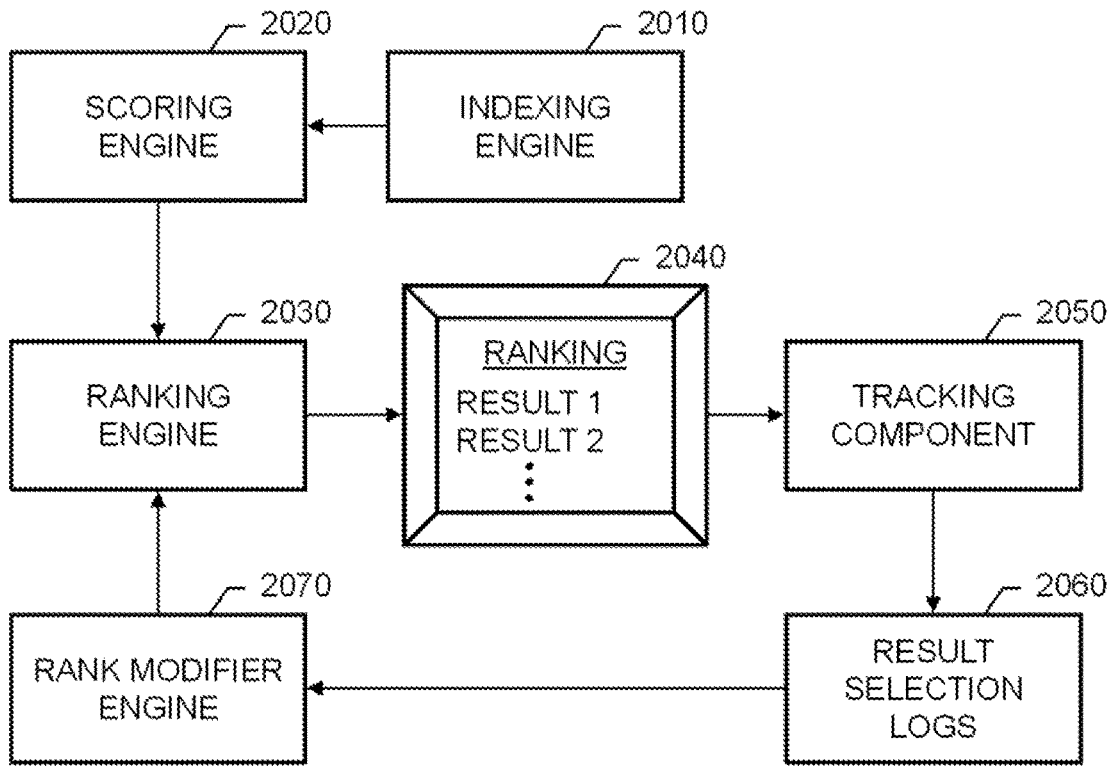 2020
SCORING
ENGINE
2010
INDEXING
ENGINE
2030
RANKING
ENGINE
2040
RANKING
RESULT 1
RESULT 2
2050
TRACKING
COMPONENT
2070
RANK MODIFIER
ENGINE
2060
RESULT
SELECTION
LOGS